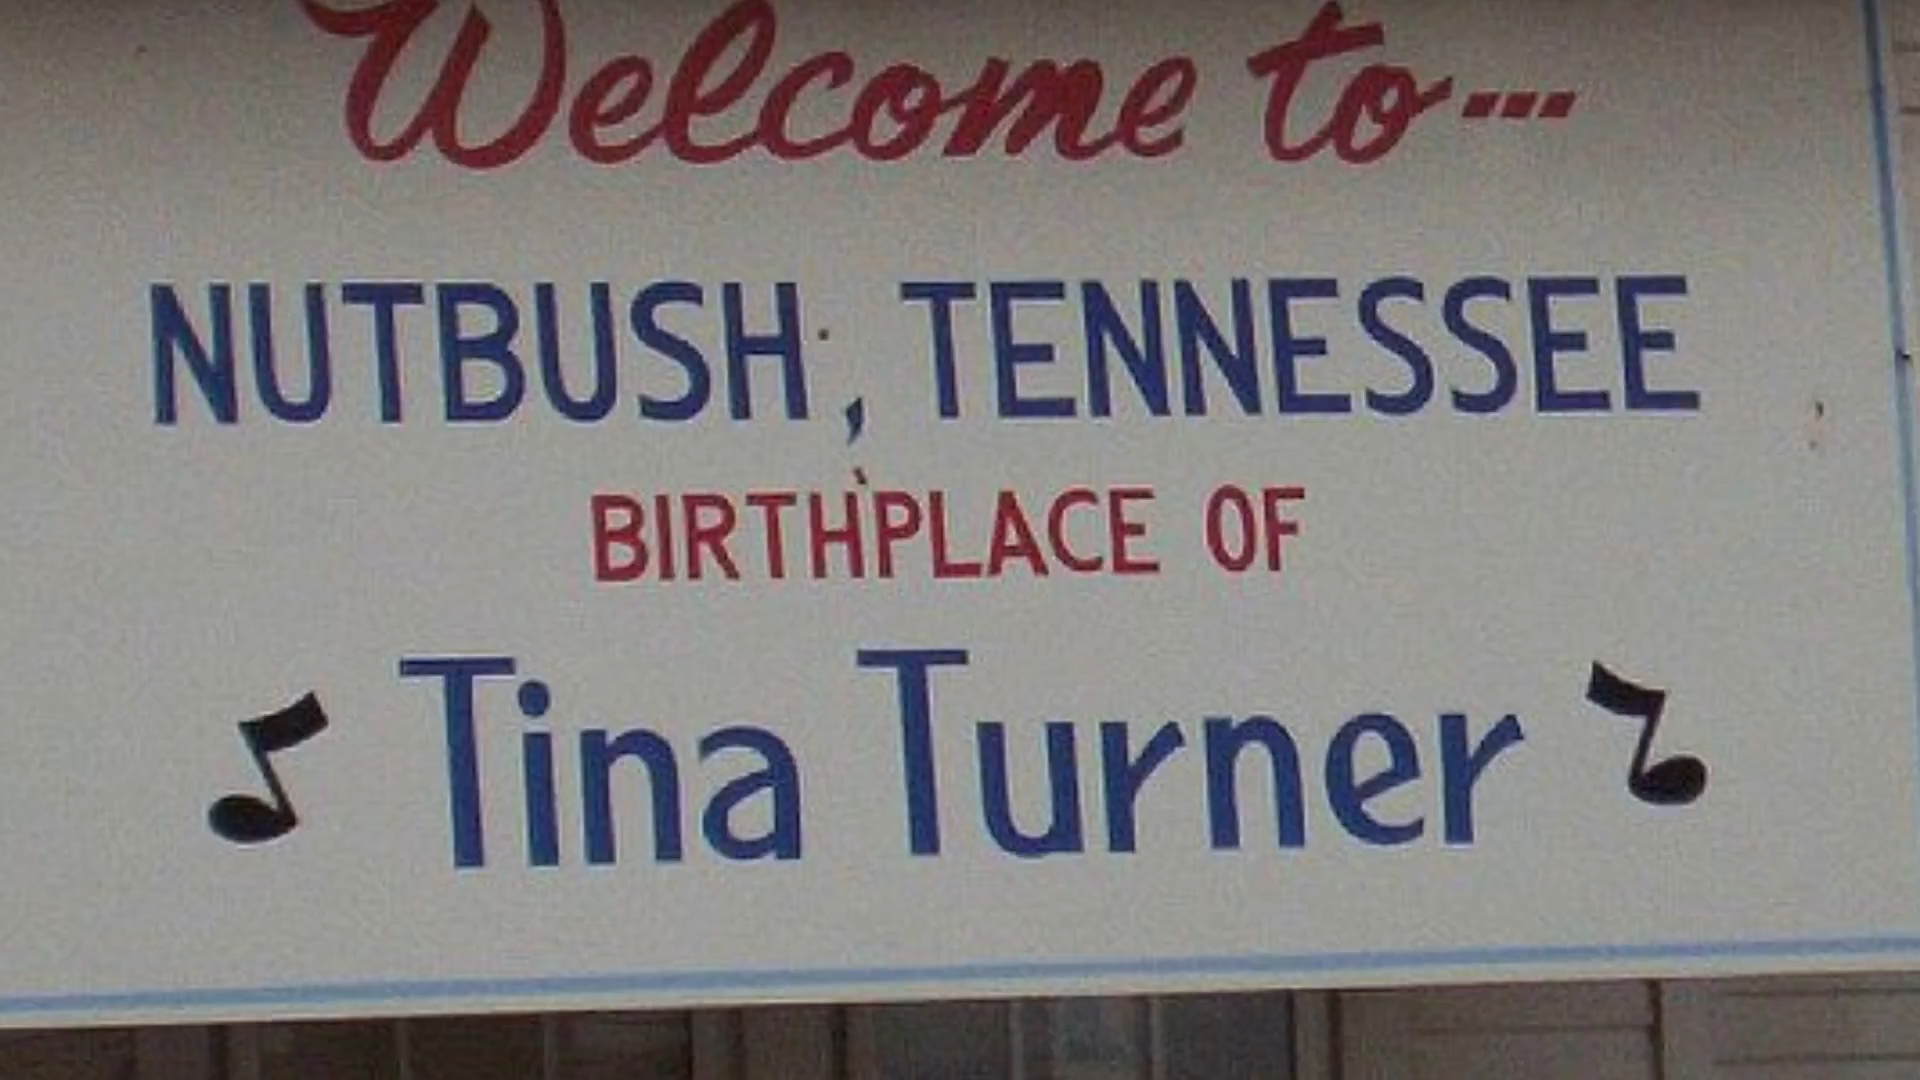 Welcome to---
NUTBUSH, TENNESSEE
BIRTHPLACE OF
Tina Turner